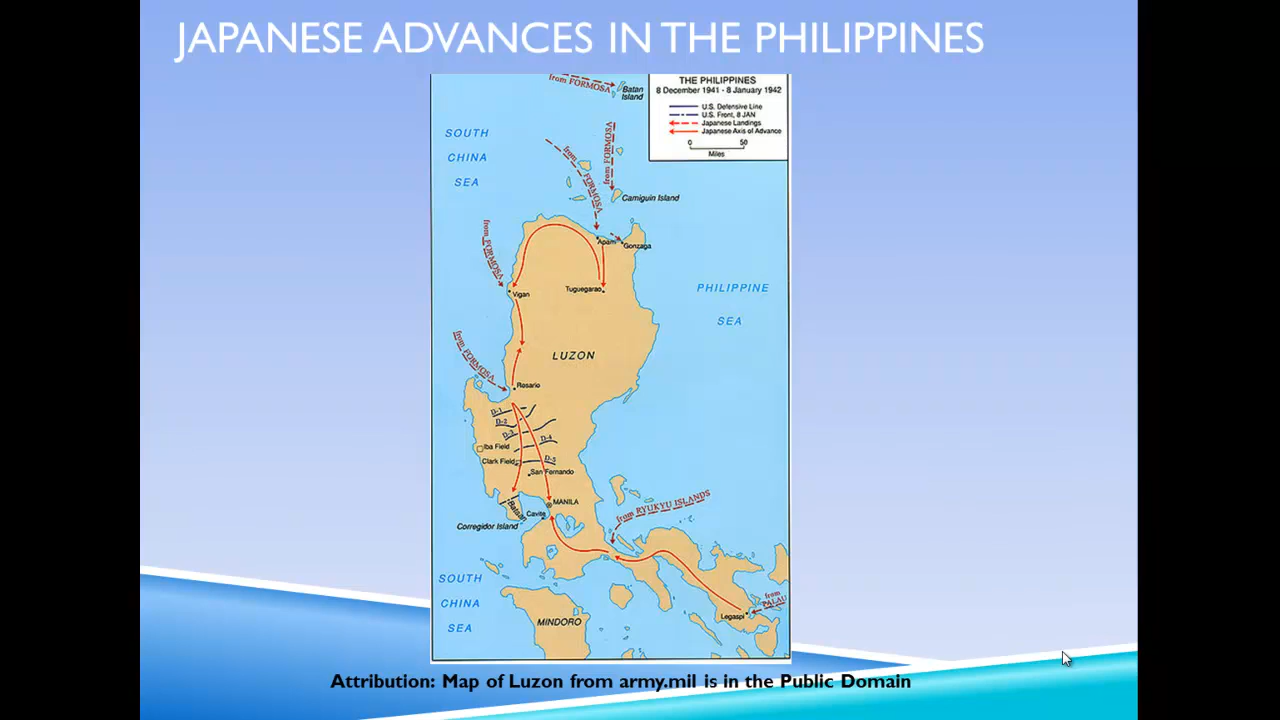 JAPANESE ADVANCES IN THE PHILIPPINES
THE PHILIPPINES
8 December 1941 - 8 January 1942
U.S. Defensive Line
U.S. Front, 8 JAN
Japanese Landings
Japanese Axis of Advance
0 50
Miles
from FORMOSA
Batan
Island
SOUTH
CHINA
SEA
from FORMOSA
from FORMOSA
Camiguin Island
from FORMOSA
Aparri
Gonzaga
Vigan
Tuguegarao
PHILIPPINE
SEA
from FORMOSA
LUZON
Rosario
D-1
D-2
D-3
D-4
Iba Field
Clark Field
D-5
San Fernando
from RYUKYU ISLANDS
Bataan
MANILA
Cavite
Corregidor Island
SOUTH
CHINA
SEA
from
PALAU
Legaspi
MINDORO
Attribution: Map of Luzon from army.mil is in the Public Domain